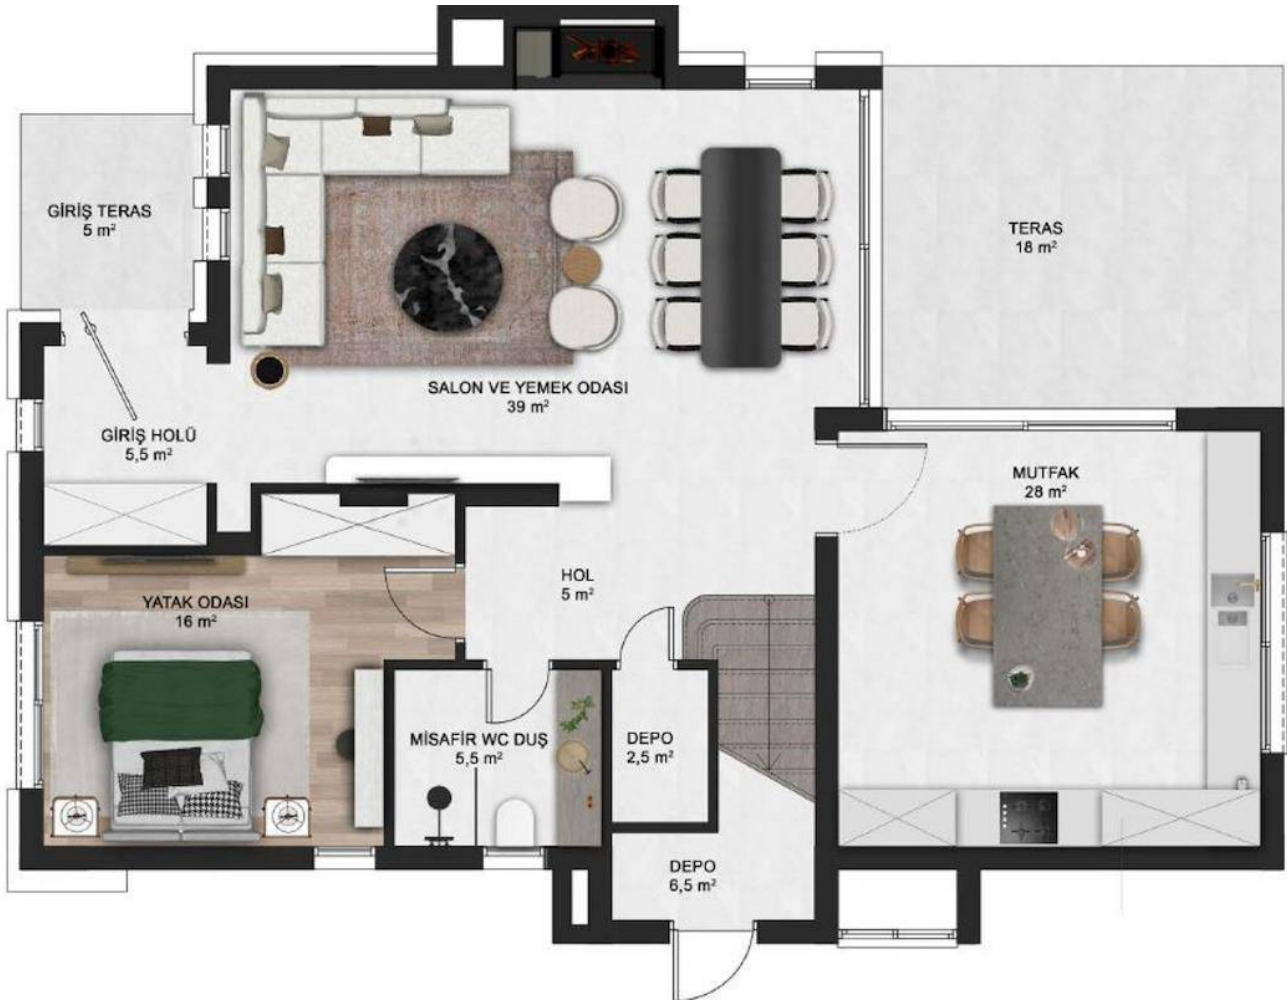 GİRİŞ TERAS
5 m²
TERAS
18 m²
SALON VE YEMEK ODASI
39 m²
GİRİŞ HOLÜ
5,5 m²
MUTFAK
28 m²
HOL
5 m²
YATAK ODASI
16 m²
MİSAFİR WC DUŞ
5,5 m²
DEPO
2,5 m²
DEPO
6,5 m²